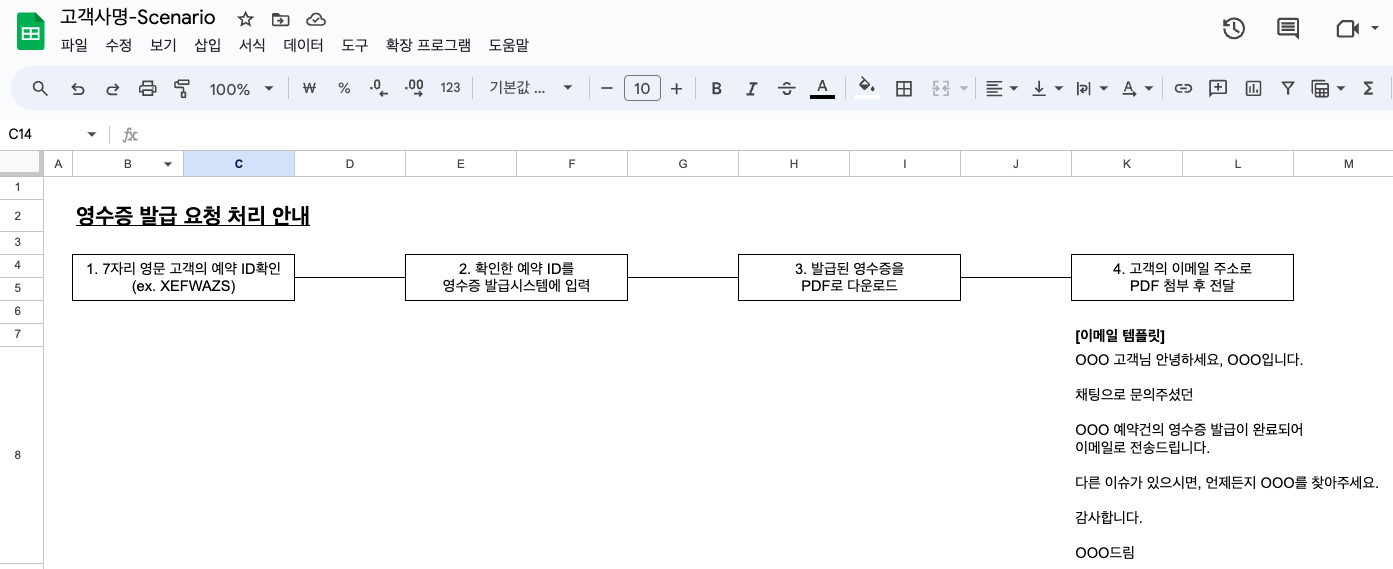 고객사명-Scenario
파일 수정 보기 삽입 서식 데이터 도구 확장 프로그램 도움말
100% ₩ % .0 .00 123 기본값 ... 10 B I S A A Σ
C14 fx
A B C D E F G H I J K L M
1
2 영수증 발급 요청 처리 안내
3
4 1. 7자리 영문 고객의 예약 ID확인 2. 확인한 예약 ID를 3. 발급된 영수증을 4. 고객의 이메일 주소로
5 (ex. XEFWAZS) 영수증 발급시스템에 입력 PDF로 다운로드 PDF 첨부 후 전달
6
7 [이메일 템플릿]
OOO 고객님 안녕하세요, OOO입니다.
채팅으로 문의주셨던
OOO 예약건의 영수증 발급이 완료되어
8 이메일로 전송드립니다.
다른 이슈가 있으시면, 언제든지 OOO를 찾아주세요.
감사합니다.
OOO드림